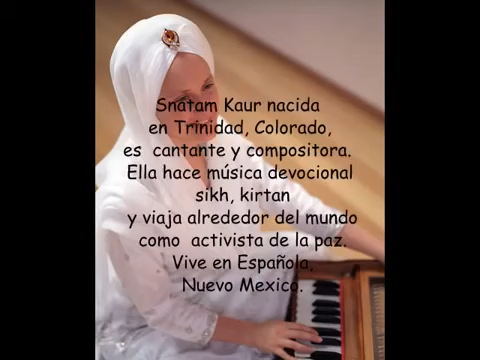 Snátam Kaur nacida
en Trinidad, Colorado,
es cantante y compositora.
Ella hace música devocional
sikh, kirtan
y viaja alrededor del mundo
como activista de la paz.
Vive en Española,
Nuevo Mexico.